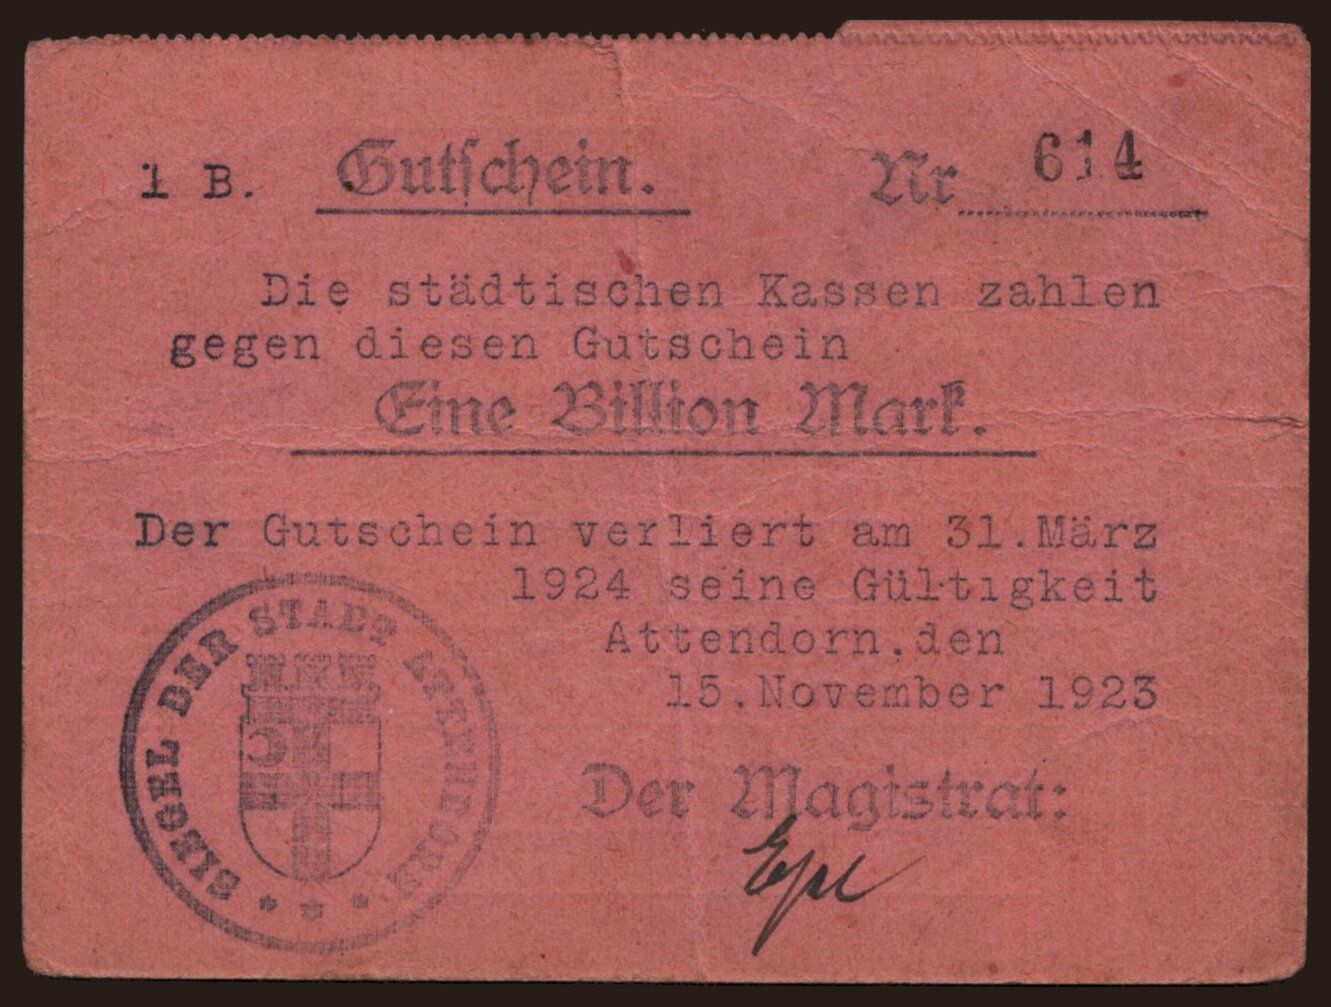 1 B. Gutschein. Nr 614
Die städtischen Kassen zahlen
gegen diesen Gutschein
Eine Billion Mark.
Der Gutschein verliert am 31.März
1924 seine Gültigkeit
Attendorn,den
15.November 1923
Der Magistrat:
SIEGEL DER STADT ATTENDORN